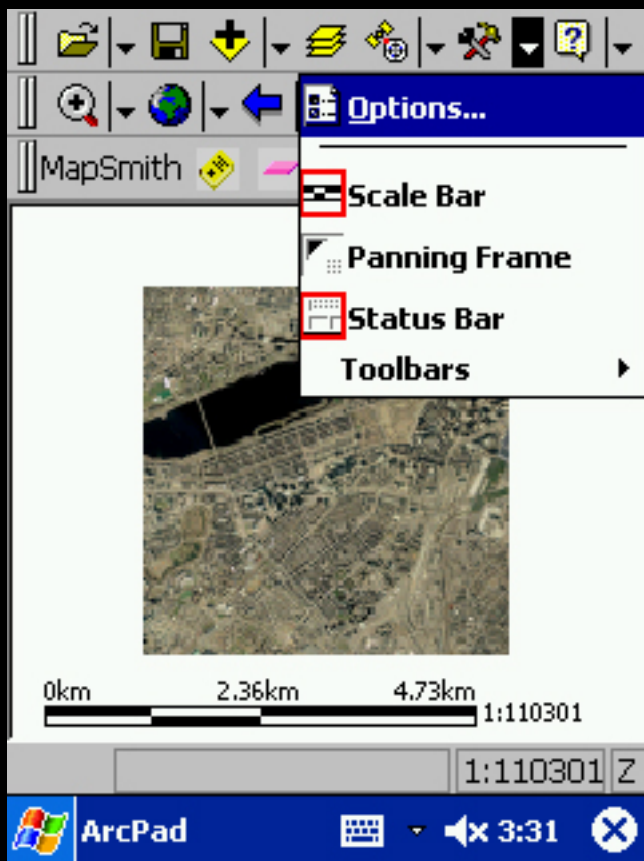 Options...
MapSmith
Scale Bar
Panning Frame
Status Bar
Toolbars
0km 2.36km 4.73km
1:110301
1:110301 Z
ArcPad 3:31